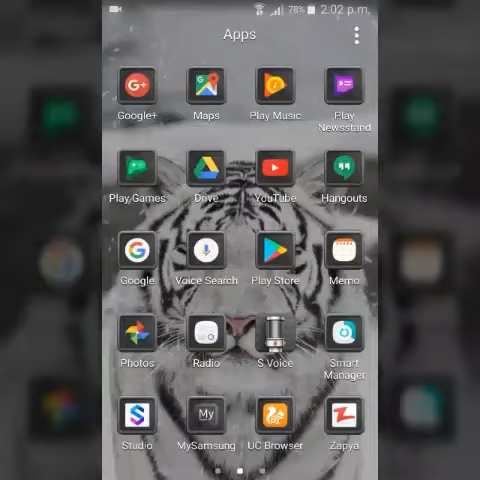 78% 2:02 p.m.
Apps
Google+ Maps Play Music Play Newsstand
Play Games Drive YouTube Hangouts
Google Voice Search Play Store Memo
Photos Radio S Voice Smart Manager
My
Studio MySamsung UC Browser Zapya